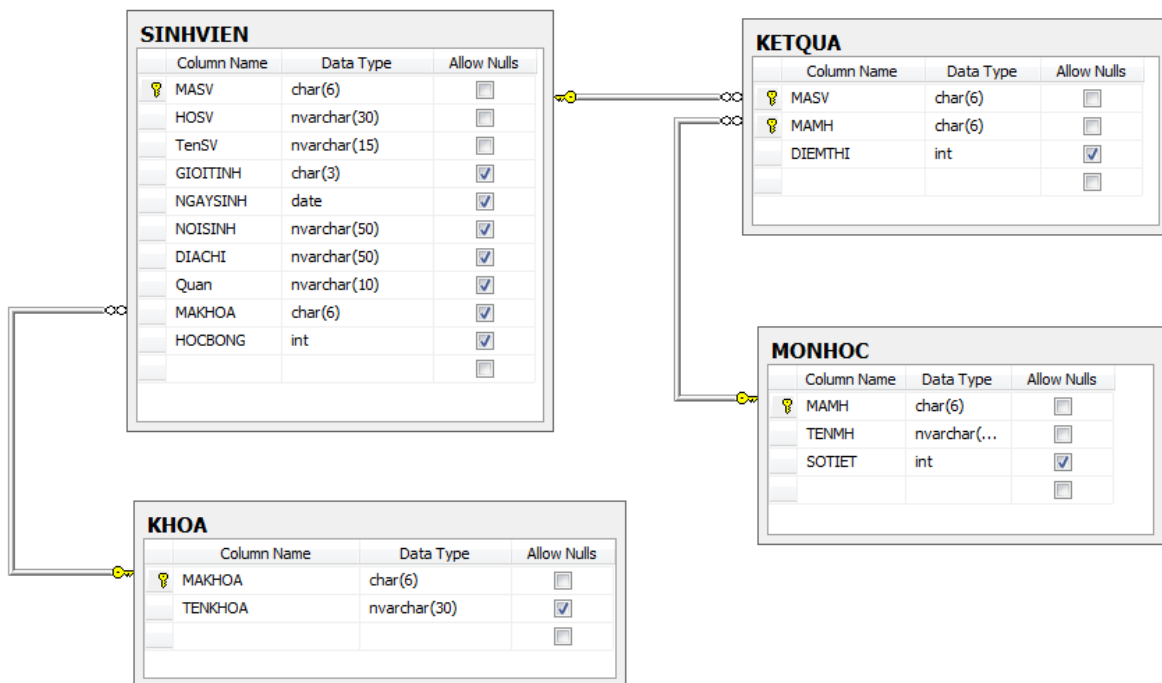 SINHVIEN
Column Name Data Type Allow Nulls
MASV char(6)
HOSV nvarchar(30)
TenSV nvarchar(15)
GIOITINH char(3)
NGAYSINH date
NOISINH nvarchar(50)
DIACHI nvarchar(50)
Quan nvarchar(10)
MAKHOA char(6)
HOCBONG int
KETQUA
Column Name Data Type Allow Nulls
MASV char(6)
MAMH char(6)
DIEMTHI int
MONHOC
Column Name Data Type Allow Nulls
MAMH char(6)
TENMH nvarchar(...
SOTIET int
KHOA
Column Name Data Type Allow Nulls
MAKHOA char(6)
TENKHOA nvarchar(30)